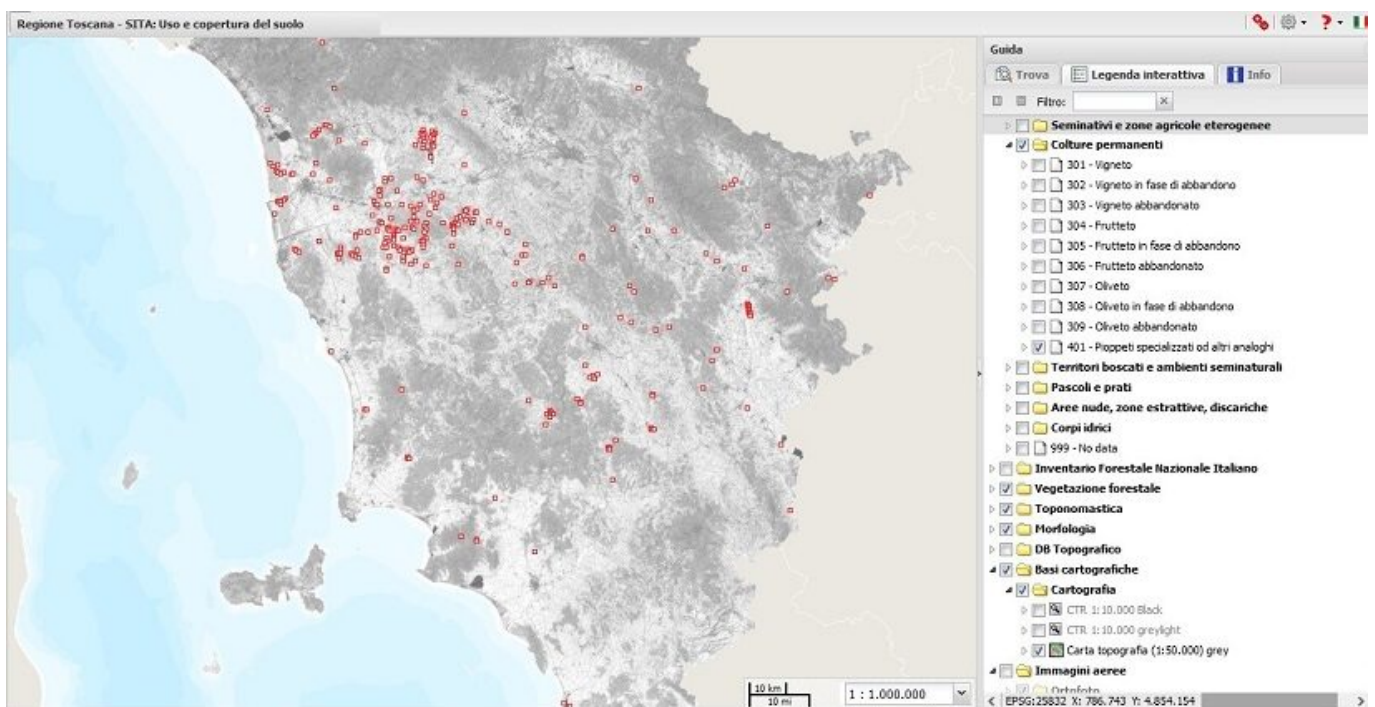 Regione Toscana - SITA: Uso e copertura del suolo
Guida
Trova
Legenda interattiva
Info
Filtro:
Seminativi e zone agricole eterogenee
Colture permanenti
301 - Vigneto
302 - Vigneto in fase di abbandono
303 - Vigneto abbandonato
304 - Frutteto
305 - Frutteto in fase di abbandono
306 - Frutteto abbandonato
307 - Oliveto
308 - Oliveto in fase di abbandono
309 - Oliveto abbandonato
401 - Pioppeti specializzati od altri analoghi
Territori boscati e ambienti seminaturali
Pascoli e prati
Aree nude, zone estrattive, discariche
Corpi idrici
999 - No data
Inventario Forestale Nazionale Italiano
Vegetazione forestale
Toponomastica
Morfologia
DB Topografico
Basi cartografiche
Cartografia
CTR 1:10.000 Black
CTR 1:10.000 greylight
Carta topografia (1:50.000) grey
Immagini aeree
Ortofoto
10 km
10 mi
1 : 1.000.000
EPSG:25832 X: 786.743 Y: 4.854.154